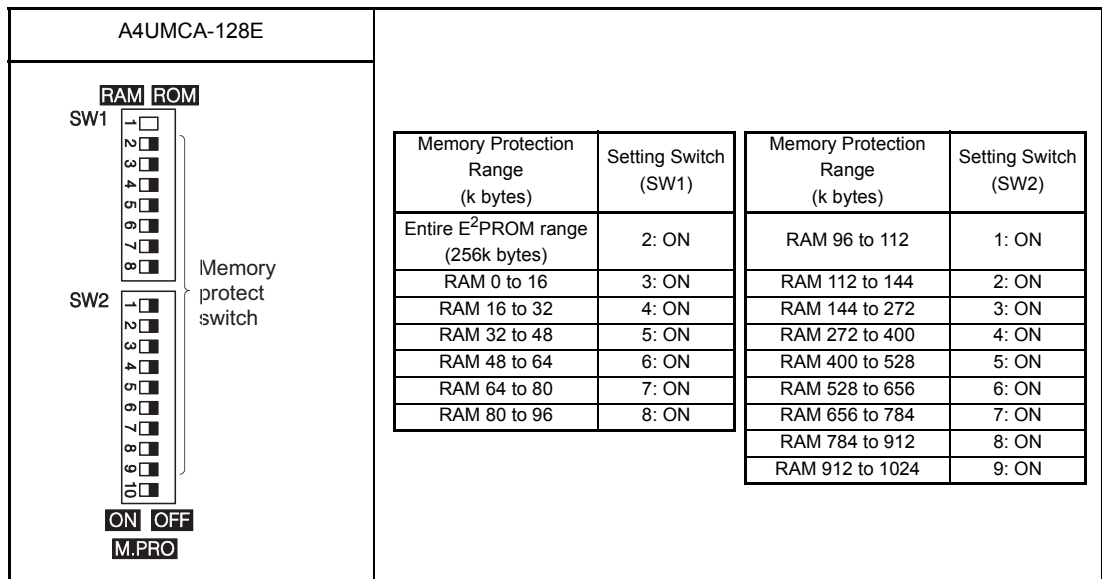 A4UMCA-128E
RAM ROM
SW1
1
2
3
4
5
6
7
8
SW2
1
2
3
4
5
6
7
8
9
10
Memory
protect
switch
ON OFF
M.PRO
Memory Protection
Range
(k bytes)
Setting Switch
(SW1)
Entire E²PROM range
(256k bytes)
2: ON
RAM 0 to 16 3: ON
RAM 16 to 32 4: ON
RAM 32 to 48 5: ON
RAM 48 to 64 6: ON
RAM 64 to 80 7: ON
RAM 80 to 96 8: ON
Memory Protection
Range
(k bytes)
Setting Switch
(SW2)
RAM 96 to 112 1: ON
RAM 112 to 144 2: ON
RAM 144 to 272 3: ON
RAM 272 to 400 4: ON
RAM 400 to 528 5: ON
RAM 528 to 656 6: ON
RAM 656 to 784 7: ON
RAM 784 to 912 8: ON
RAM 912 to 1024 9: ON